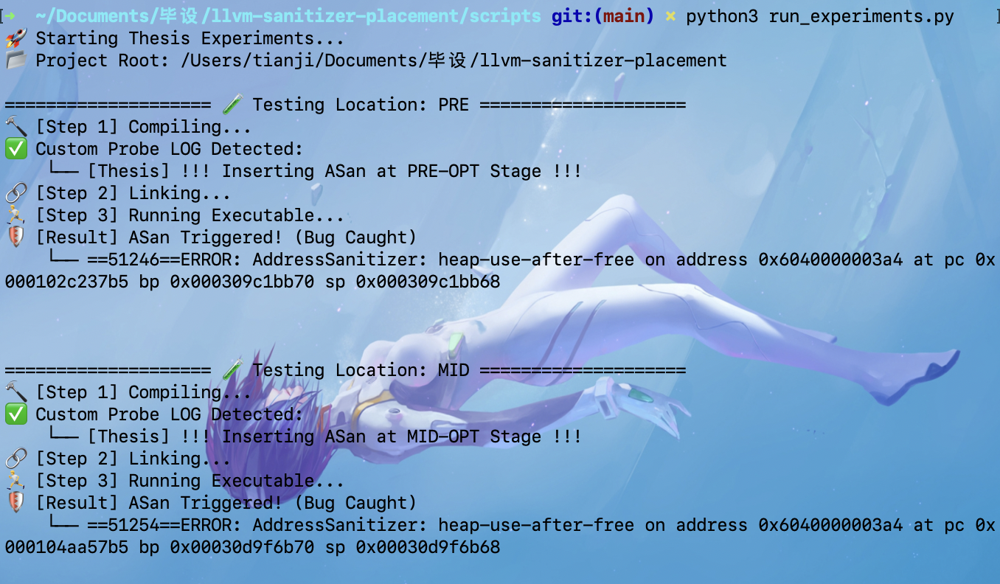 ➜ ~/Documents/毕设/llvm-sanitizer-placement/scripts git:(main) ✗ python3 run_experiments.py
🚀 Starting Thesis Experiments...
📂 Project Root: /Users/tianji/Documents/毕设/llvm-sanitizer-placement
==================== 🧪 Testing Location: PRE ====================
🔨 [Step 1] Compiling...
✅ Custom Probe LOG Detected:
└── [Thesis] !!! Inserting ASan at PRE-OPT Stage !!!
🔗 [Step 2] Linking...
🏃 [Step 3] Running Executable...
🛡️ [Result] ASan Triggered! (Bug Caught)
└── ==51246==ERROR: AddressSanitizer: heap-use-after-free on address 0x6040000003a4 at pc 0x
000102c237b5 bp 0x000309c1bb70 sp 0x000309c1bb68
==================== 🧪 Testing Location: MID ====================
🔨 [Step 1] Compiling...
✅ Custom Probe LOG Detected:
└── [Thesis] !!! Inserting ASan at MID-OPT Stage !!!
🔗 [Step 2] Linking...
🏃 [Step 3] Running Executable...
🛡️ [Result] ASan Triggered! (Bug Caught)
└── ==51254==ERROR: AddressSanitizer: heap-use-after-free on address 0x6040000003a4 at pc 0x
000104aa57b5 bp 0x00030d9f6b70 sp 0x00030d9f6b68